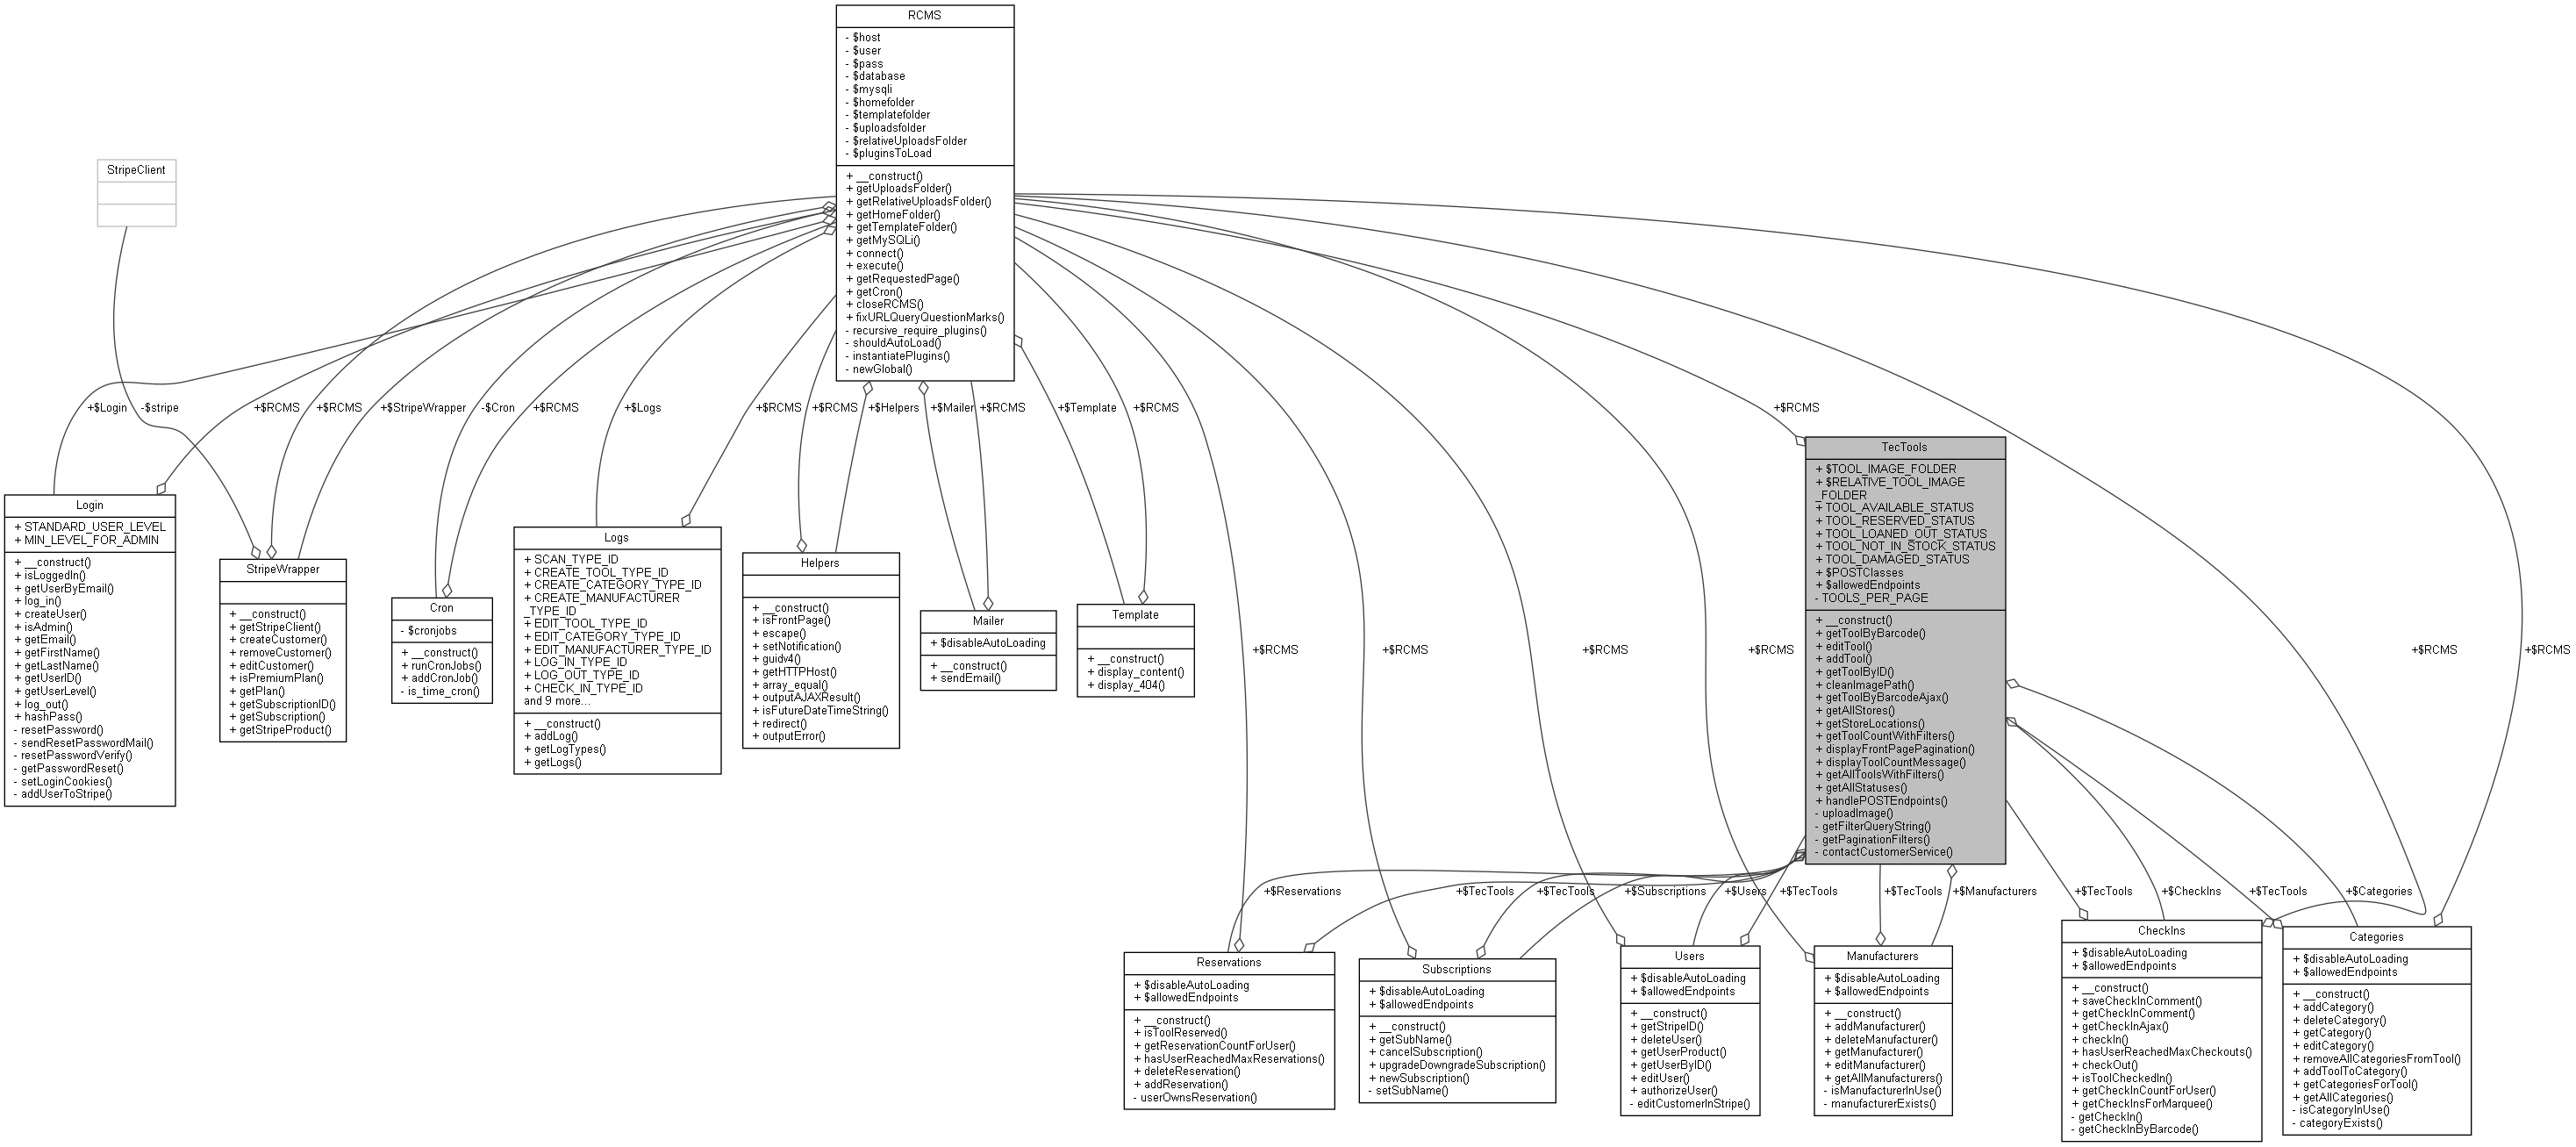 RCMS
- $host
- $user
- $pass
- $database
- $mysqli
- $homefolder
- $templatefolder
- $uploadsfolder
- $relativeUploadsFolder
- $pluginsToLoad
+ __construct()
+ getUploadsFolder()
+ getRelativeUploadsFolder()
+ getHomeFolder()
+ getTemplateFolder()
+ getMySQLi()
+ connect()
+ execute()
+ getRequestedPage()
+ getCron()
+ closeRCMS()
+ fixURLQueryQuestionMarks()
- recursive_require_plugins()
- shouldAutoLoad()
- instantiatePlugins()
- newGlobal()
StripeClient
+$Login
-$stripe
+$RCMS
+$RCMS
+$StripeWrapper
-$Cron
+$RCMS
+$Logs
+$RCMS
+$RCMS
+$Helpers
+$Mailer
+$RCMS
+$Template
+$RCMS
+$RCMS
Login
+ STANDARD_USER_LEVEL
+ MIN_LEVEL_FOR_ADMIN
+ __construct()
+ isLoggedIn()
+ getUserByEmail()
+ log_in()
+ createUser()
+ isAdmin()
+ getEmail()
+ getFirstName()
+ getLastName()
+ getUserID()
+ getUserLevel()
+ log_out()
+ hashPass()
- resetPassword()
- sendResetPasswordMail()
- resetPasswordVerify()
- getPasswordReset()
- setLoginCookies()
- addUserToStripe()
StripeWrapper
+ __construct()
+ getStripeClient()
+ createCustomer()
+ removeCustomer()
+ editCustomer()
+ isPremiumPlan()
+ getPlan()
+ getSubscriptionID()
+ getSubscription()
+ getStripeProduct()
Cron
- $cronjobs
+ __construct()
+ runCronJobs()
+ addCronJob()
- is_time_cron()
Logs
+ SCAN_TYPE_ID
+ CREATE_TOOL_TYPE_ID
+ CREATE_CATEGORY_TYPE_ID
+ CREATE_MANUFACTURER
_TYPE_ID
+ EDIT_TOOL_TYPE_ID
+ EDIT_CATEGORY_TYPE_ID
+ EDIT_MANUFACTURER_TYPE_ID
+ LOG_IN_TYPE_ID
+ LOG_OUT_TYPE_ID
+ CHECK_IN_TYPE_ID
and 9 more...
+ __construct()
+ addLog()
+ getLogTypes()
+ getLogs()
Helpers
+ __construct()
+ isFrontPage()
+ escape()
+ setNotification()
+ guidv4()
+ getHTTPHost()
+ array_equal()
+ outputAJAXResult()
+ isFutureDateTimeString()
+ redirect()
+ outputError()
Mailer
+ $disableAutoLoading
+ __construct()
+ sendEmail()
Template
+ __construct()
+ display_content()
+ display_404()
TecTools
+ $TOOL_IMAGE_FOLDER
+ $RELATIVE_TOOL_IMAGE
_FOLDER
+ TOOL_AVAILABLE_STATUS
+ TOOL_RESERVED_STATUS
+ TOOL_LOANED_OUT_STATUS
+ TOOL_NOT_IN_STOCK_STATUS
+ TOOL_DAMAGED_STATUS
+ $POSTClasses
+ $allowedEndpoints
- TOOLS_PER_PAGE
+ __construct()
+ getToolByBarcode()
+ editTool()
+ addTool()
+ getToolByID()
+ cleanImagePath()
+ getToolByBarcodeAjax()
+ getAllStores()
+ getStoreLocations()
+ getToolCountWithFilters()
+ displayFrontPagePagination()
+ displayToolCountMessage()
+ getAllToolsWithFilters()
+ getAllStatuses()
+ handlePOSTEndpoints()
- uploadImage()
- getFilterQueryString()
- getPaginationFilters()
- contactCustomerService()
+$RCMS
+$RCMS
+$RCMS
+$RCMS
+$RCMS
+$RCMS
+$Reservations
+$TecTools
+$TecTools
+$Subscriptions
+$Users
+$TecTools
+$TecTools
+$Manufacturers
+$TecTools
+$CheckIns
+$TecTools
+$Categories
Reservations
+ $disableAutoLoading
+ $allowedEndpoints
+ __construct()
+ isToolReserved()
+ getReservationCountForUser()
+ hasUserReachedMaxReservations()
+ deleteReservation()
+ addReservation()
- userOwnsReservation()
Subscriptions
+ $disableAutoLoading
+ $allowedEndpoints
+ __construct()
+ getSubName()
+ cancelSubscription()
+ upgradeDowngradeSubscription()
+ newSubscription()
- setSubName()
Users
+ $disableAutoLoading
+ $allowedEndpoints
+ __construct()
+ getStripeID()
+ deleteUser()
+ getUserProduct()
+ getUserByID()
+ editUser()
+ authorizeUser()
- editCustomerInStripe()
Manufacturers
+ $disableAutoLoading
+ $allowedEndpoints
+ __construct()
+ addManufacturer()
+ deleteManufacturer()
+ getManufacturer()
+ editManufacturer()
+ getAllManufacturers()
- isManufacturerInUse()
- manufacturerExists()
CheckIns
+ $disableAutoLoading
+ $allowedEndpoints
+ __construct()
+ saveCheckInComment()
+ getCheckInComment()
+ getCheckInAjax()
+ checkIn()
+ hasUserReachedMaxCheckouts()
+ checkOut()
+ isToolCheckedIn()
+ getCheckInCountForUser()
+ getCheckInsForMarquee()
- getCheckIn()
- getCheckInByBarcode()
Categories
+ $disableAutoLoading
+ $allowedEndpoints
+ __construct()
+ addCategory()
+ deleteCategory()
+ getCategory()
+ editCategory()
+ removeAllCategoriesFromTool()
+ addToolToCategory()
+ getCategoriesForTool()
+ getAllCategories()
- isCategoryInUse()
- categoryExists()